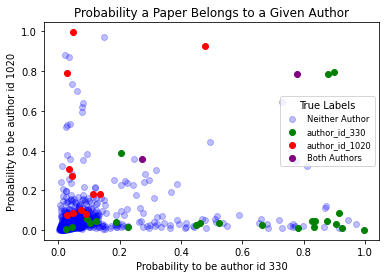 Probability a Paper Belongs to a Given Author
Probability to be author id 1020
1.0
0.8
0.6
0.4
0.2
0.0
True Labels
Neither Author
author_id_330
author_id_1020
Both Authors
0.0 0.2 0.4 0.6 0.8 1.0
Probability to be author id 330